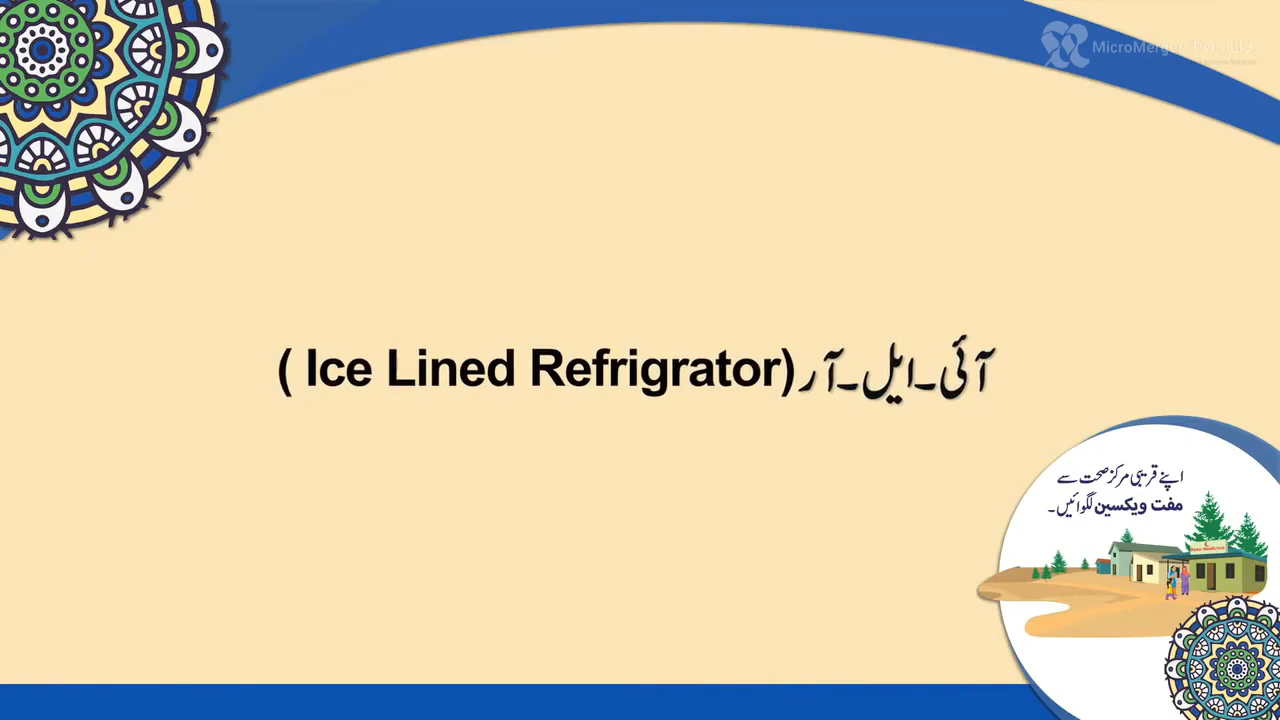 MicroMerger (Pvt.) Ltd.
آئی۔ایل۔آر (Ice Lined Refrigrator )
اپنے قریبی مرکز صحت سے
مفت ویکسین لگوائیں۔